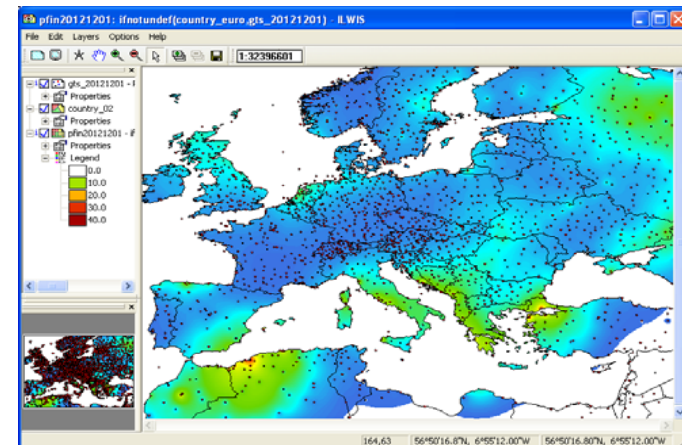 pfin20121201: ifnotundef(country_euro,gts_20121201) - ILWIS
File Edit Layers Options Help
1:32396601
gts_20121201 - F
Properties
country_02
Properties
pfin20121201 - if
Properties
Legend
0.0
10.0
20.0
30.0
40.0
164,63 56°50'16.8"N, 6°55'12.00"W 56°50'16.80"N, 6°55'12.00"W